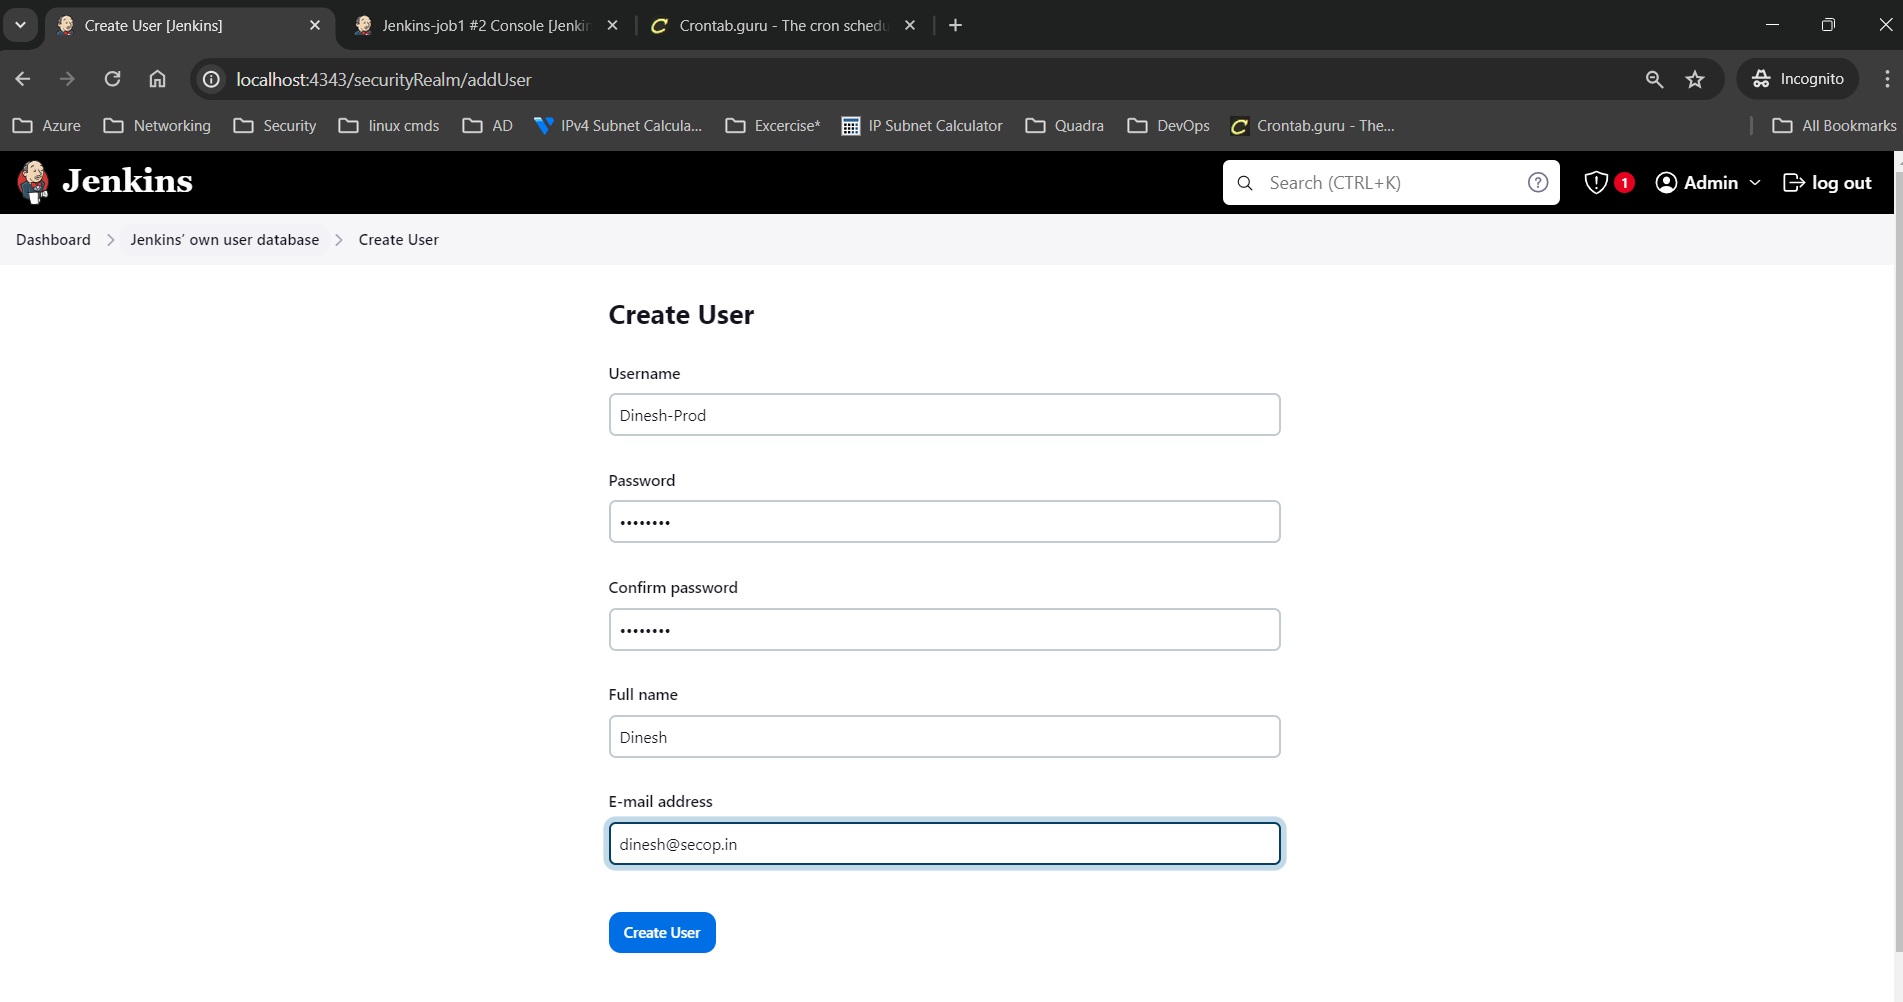 Create User [Jenkins]
Jenkins-job1 #2 Console [Jenkin
Crontab.guru - The cron schedu
localhost:4343/securityRealm/addUser
Incognito
Azure
Networking
Security
linux cmds
AD
IPv4 Subnet Calcula...
Excercise*
IP Subnet Calculator
Quadra
DevOps
Crontab.guru - The...
All Bookmarks
Jenkins
Search (CTRL+K)
1
Admin
log out
Dashboard
Jenkins' own user database
Create User
Create User
Username
Dinesh-Prod
Password
••••••••
Confirm password
••••••••
Full name
Dinesh
E-mail address
dinesh@secop.in
Create User